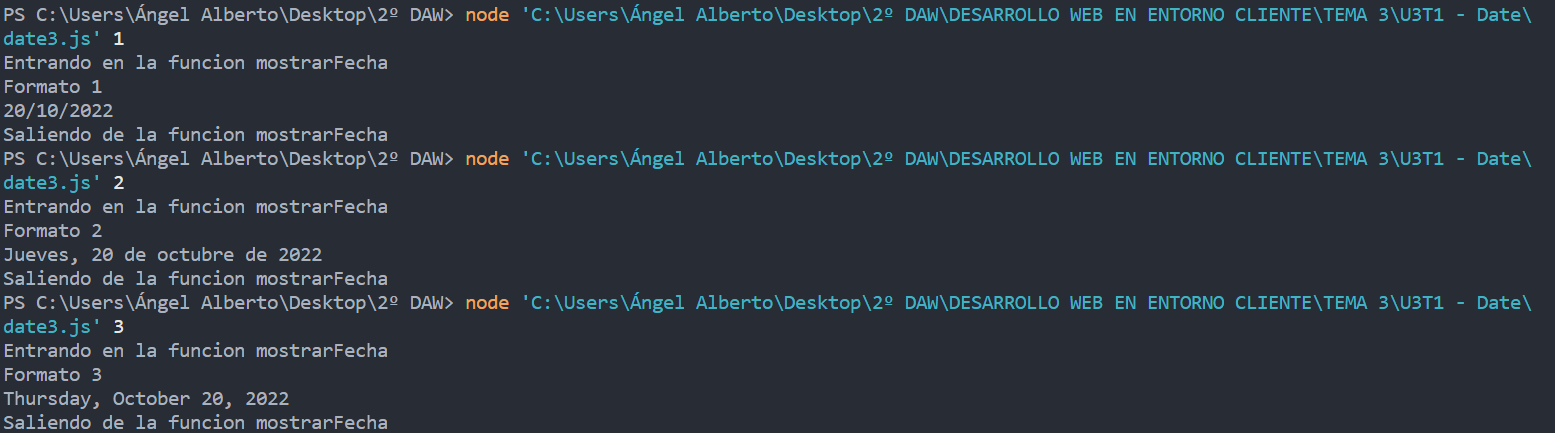 PS C:\Users\Ángel Alberto\Desktop\2º DAW> node 'C:\Users\Ángel Alberto\Desktop\2º DAW\DESARROLLO WEB EN ENTORNO CLIENTE\TEMA 3\U3T1 - Date\
date3.js' 1
Entrando en la funcion mostrarFecha
Formato 1
20/10/2022
Saliendo de la funcion mostrarFecha
PS C:\Users\Ángel Alberto\Desktop\2º DAW> node 'C:\Users\Ángel Alberto\Desktop\2º DAW\DESARROLLO WEB EN ENTORNO CLIENTE\TEMA 3\U3T1 - Date\
date3.js' 2
Entrando en la funcion mostrarFecha
Formato 2
Jueves, 20 de octubre de 2022
Saliendo de la funcion mostrarFecha
PS C:\Users\Ángel Alberto\Desktop\2º DAW> node 'C:\Users\Ángel Alberto\Desktop\2º DAW\DESARROLLO WEB EN ENTORNO CLIENTE\TEMA 3\U3T1 - Date\
date3.js' 3
Entrando en la funcion mostrarFecha
Formato 3
Thursday, October 20, 2022
Saliendo de la funcion mostrarFecha